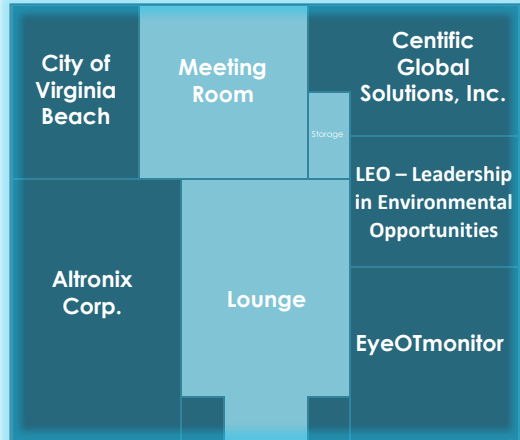 City of
Virginia
Beach
Meeting
Room
Centific
Global
Solutions, Inc.
Storage
LEO – Leadership
in Environmental
Opportunities
Altronix
Corp.
Lounge
EyeOTmonitor